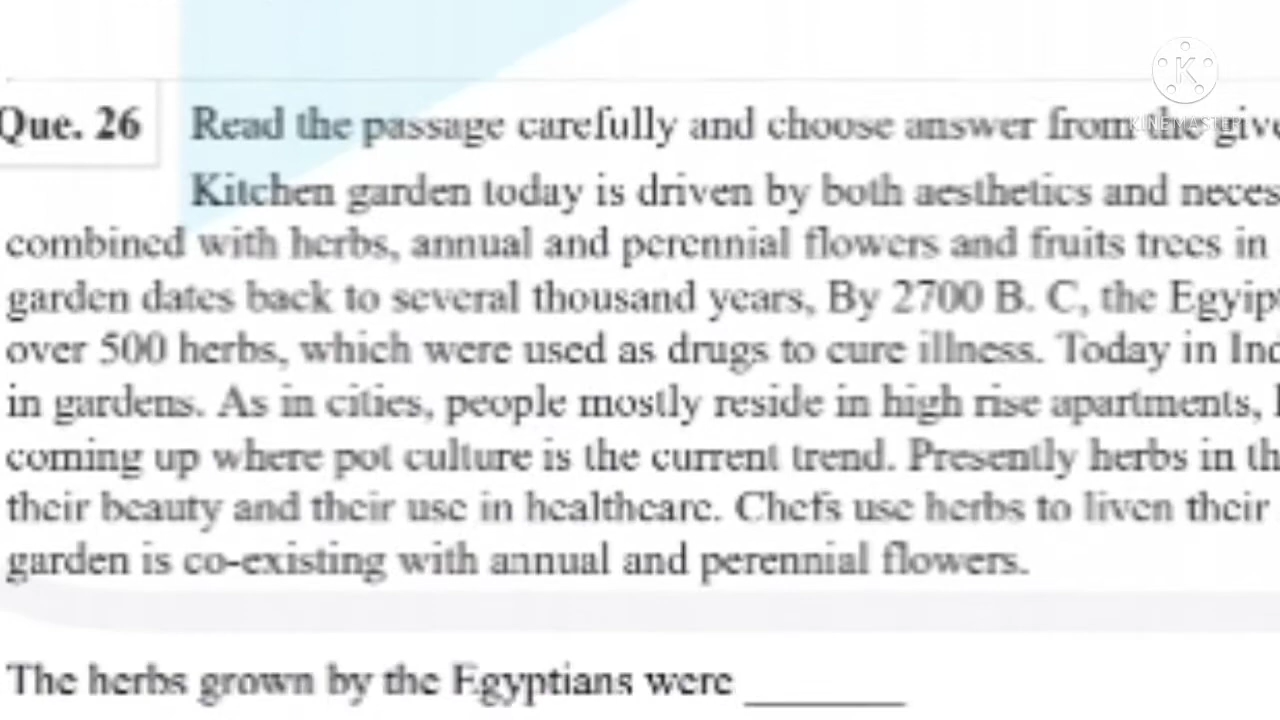 Que. 26 Read the passage carefully and choose answer from the give
KINEMASTER
Kitchen garden today is driven by both aesthetics and neces
combined with herbs, annual and perennial flowers and fruits trees in
garden dates back to several thousand years, By 2700 B. C, the Egyip
over 500 herbs, which were used as drugs to cure illness. Today in Ind
in gardens. As in cities, people mostly reside in high rise apartments,
coming up where pot culture is the current trend. Presently herbs in th
their beauty and their use in healthcare. Chefs use herbs to liven their
garden is co-existing with annual and perennial flowers.
The herbs grown by the Egyptians were ________